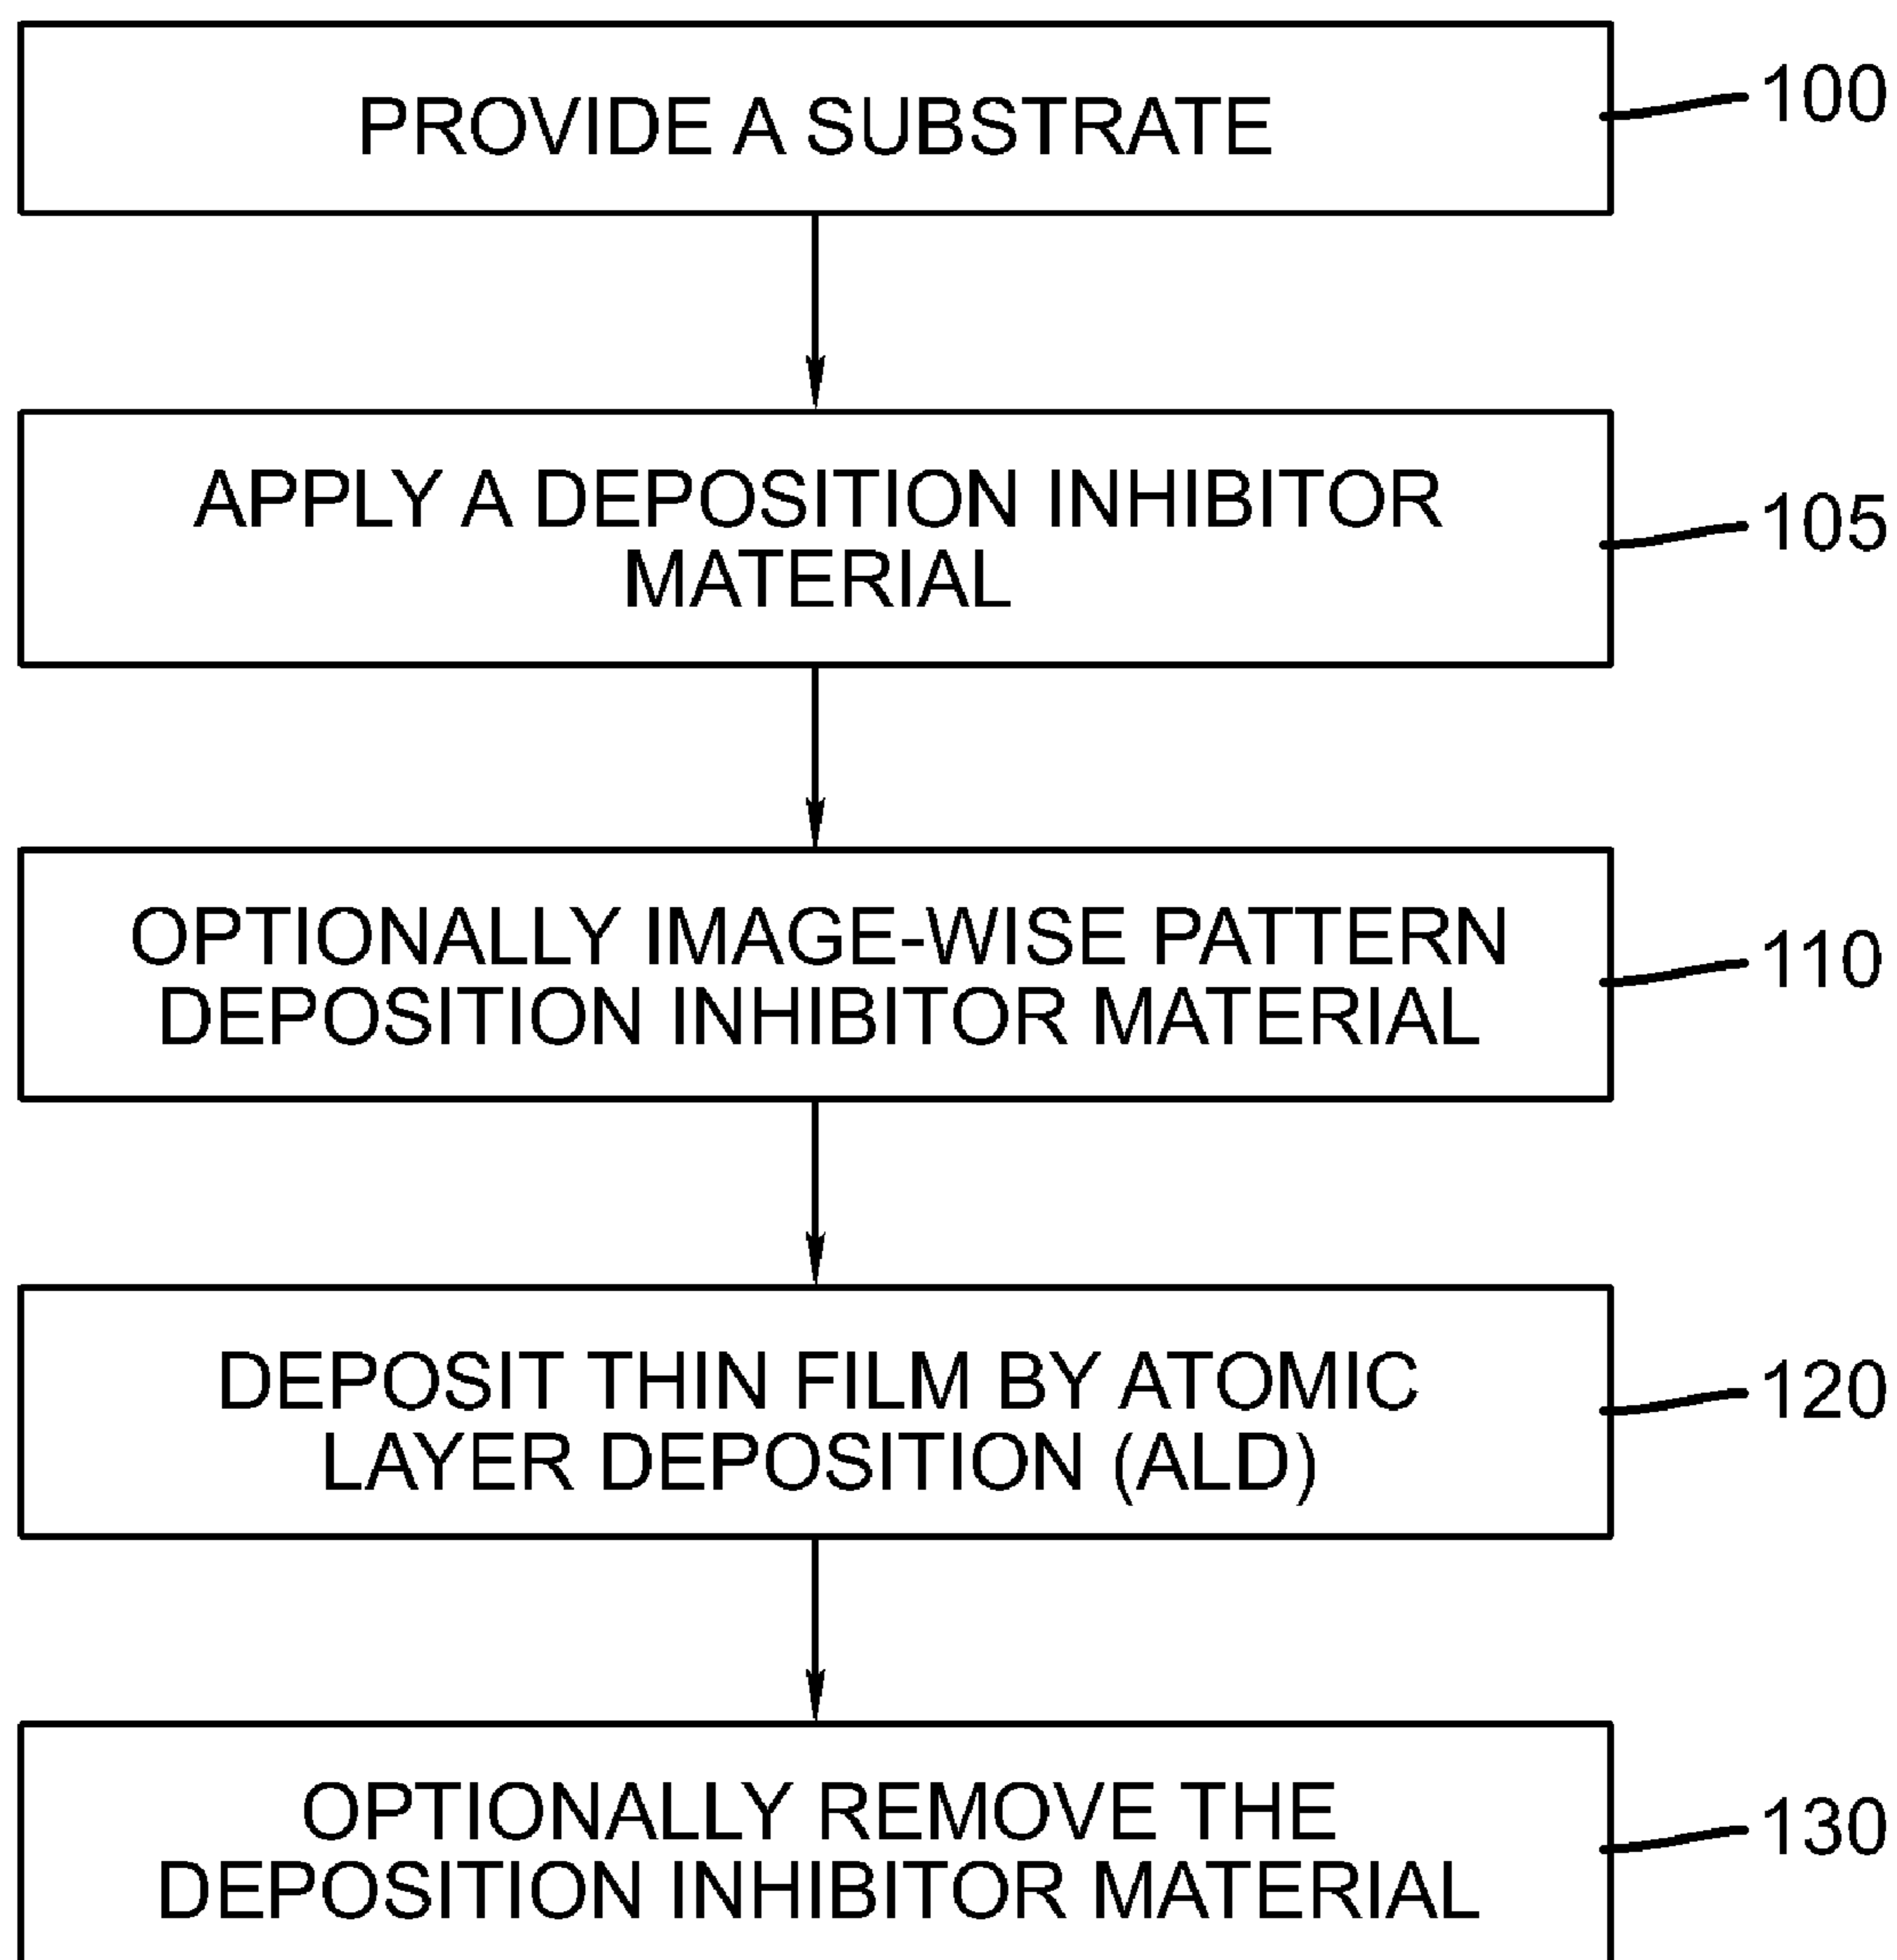 PROVIDE A SUBSTRATE
100
APPLY A DEPOSITION INHIBITOR
MATERIAL
105
OPTIONALLY IMAGE-WISE PATTERN
DEPOSITION INHIBITOR MATERIAL
110
DEPOSIT THIN FILM BY ATOMIC
LAYER DEPOSITION (ALD)
120
OPTIONALLY REMOVE THE
DEPOSITION INHIBITOR MATERIAL
130